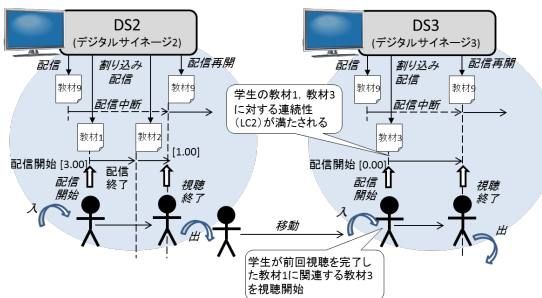 DS2
(デジタルサイネージ2)
配信
割り込み
配信
配信再開
教材9
教材9
配信中断
教材1
教材2
[1.00]
配信開始 [3.00]
配信
終了
配信
開始
視聴
終了
入
出
移動
DS3
(デジタルサイネージ3)
配信
割り込み
配信
配信再開
教材9
教材9
配信中断
学生の教材1，教材3
に対する連続性
(LC2)が満たされる
教材3
配信開始 [0.00]
配信
開始
視聴
終了
入
出
学生が前回視聴を完了し
た教材1に関連する教材3
を視聴開始